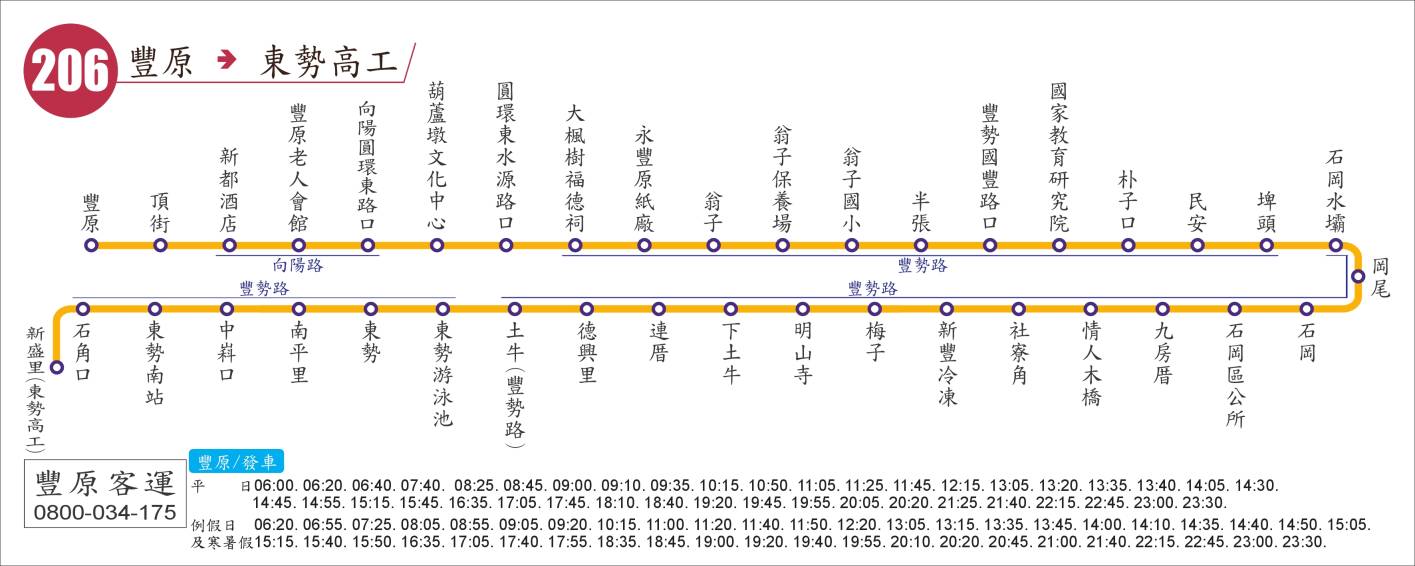 206 豐原 → 東勢高工
豐原
頂街
新都酒店
豐原老人會館
向陽圓環東路口
葫蘆墩文化中心
圓環東水源路口
大楓樹福德祠
永豐原紙廠
翁子
翁子保養場
翁子國小
半張
豐勢國豐路口
國家教育研究院
朴子口
民安
埤頭
石岡水壩
向陽路
豐勢路
岡尾
豐勢路
豐勢路
石岡
石岡區公所
九房厝
情人木橋
社寮角
新豐冷凍
梅子
明山寺
下土牛
連厝
德興里
土牛(豐勢路)
東勢游泳池
東勢
南平里
中嵙口
東勢南站
石角口
新盛里(東勢高工)
豐原客運
0800-034-175
豐原/發車
平 日06:00. 06:20. 06:40. 07:40. 08:25. 08:45. 09:00. 09:10. 09:35. 10:15. 10:50. 11:05. 11:25. 11:45. 12:15. 13:05. 13:20. 13:35. 13:40. 14:05. 14:30.
14:45. 14:55. 15:15. 15:45. 16:35. 17:05. 17:45. 18:10. 18:40. 19:20. 19:45. 19:55. 20:05. 20:20. 21:25. 21:40. 22:15. 22:45. 23:00. 23:30.
例假日 06:20. 06:55. 07:25. 08:05. 08:55. 09:05. 09:20. 10:15. 11:00. 11:20. 11:40. 11:50. 12:20. 13:05. 13:15. 13:35. 13:45. 14:00. 14:10. 14:35. 14:40. 14:50. 15:05.
及寒暑假15:15. 15:40. 15:50. 16:35. 17:05. 17:40. 17:55. 18:35. 18:45. 19:00. 19:20. 19:40. 19:55. 20:10. 20:20. 20:45. 21:00. 21:40. 22:15. 22:45. 23:00. 23:30.